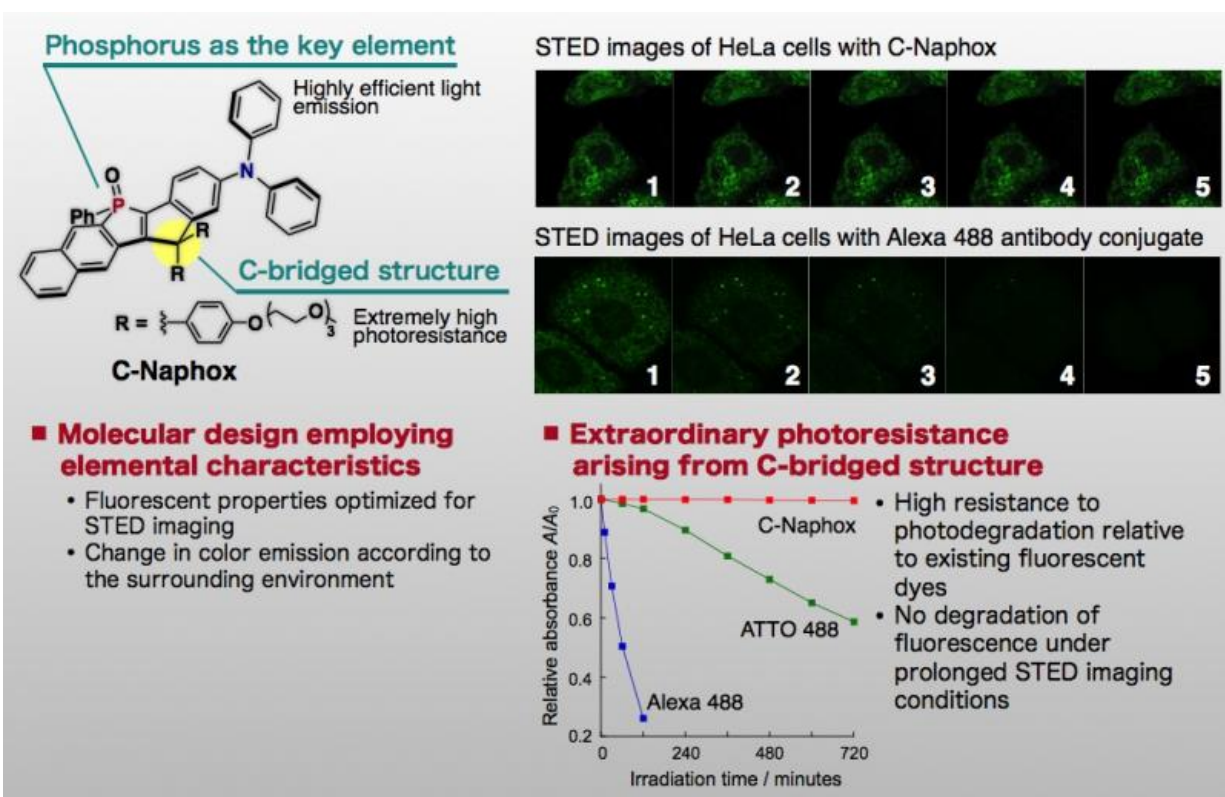 Phosphorus as the key element
Highly efficient light
emission
N
O
P
Ph
R
R
C-bridged structure
R =
O
O
3
Extremely high
photoresistance
C-Naphox
STED images of HeLa cells with C-Naphox
1
2
3
4
5
STED images of HeLa cells with Alexa 488 antibody conjugate
1
2
3
4
5
■ Molecular design employing
elemental characteristics
• Fluorescent properties optimized for
STED imaging
• Change in color emission according to
the surrounding environment
■ Extraordinary photoresistance
arising from C-bridged structure
Relative absorbance A/A₀
1.0
0.8
0.6
0.4
0.2
C-Naphox
ATTO 488
Alexa 488
0
240
480
720
Irradiation time / minutes
• High resistance to
photodegradation relative
to existing fluorescent
dyes
• No degradation of
fluorescence under
prolonged STED imaging
conditions